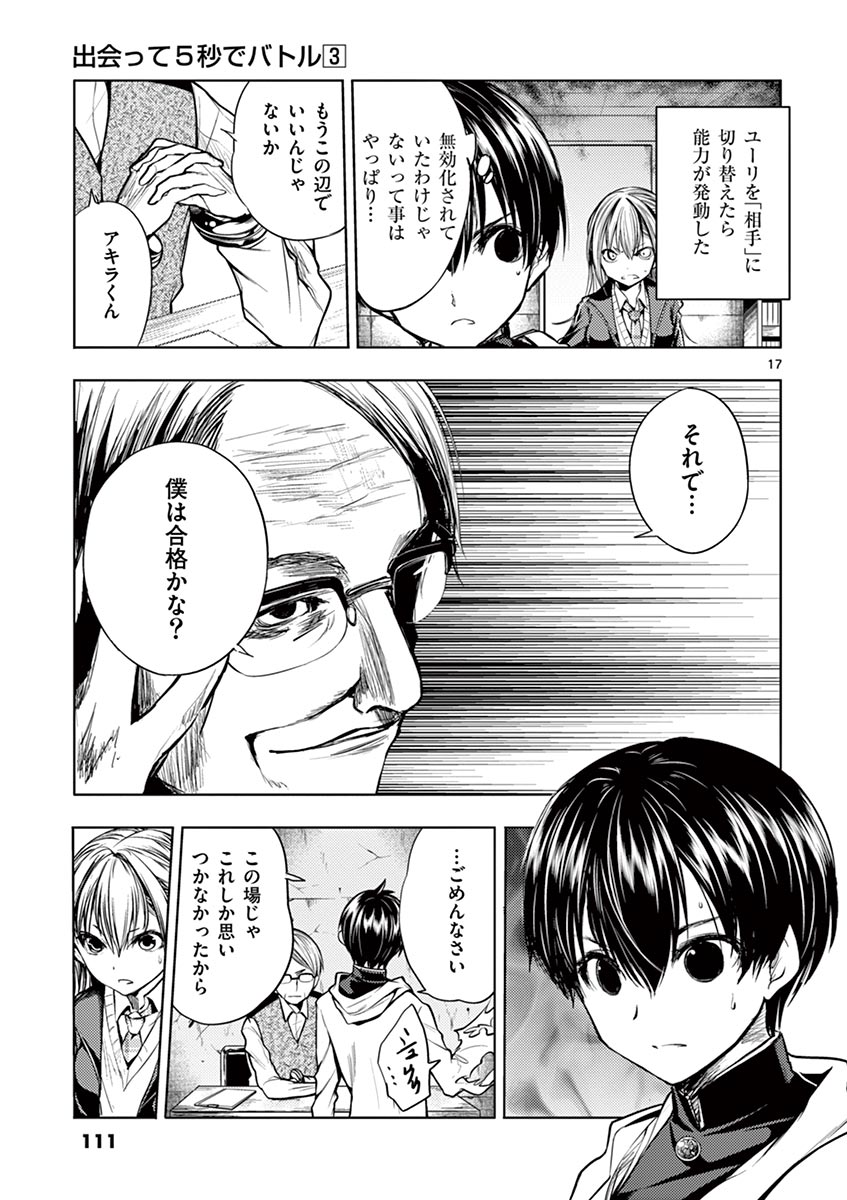 出会って5秒でバトル3
ユーリを「相手」に
切り替えたら
能力が発動した
無効化されて
いたわけじゃ
ないって事は
やっぱり…
もうこの辺で
いいんじゃ
ないか
アキラくん
17
それで…
僕は合格かな？
…ごめんなさい
この場じゃ
これしか思い
つかなかったから
111